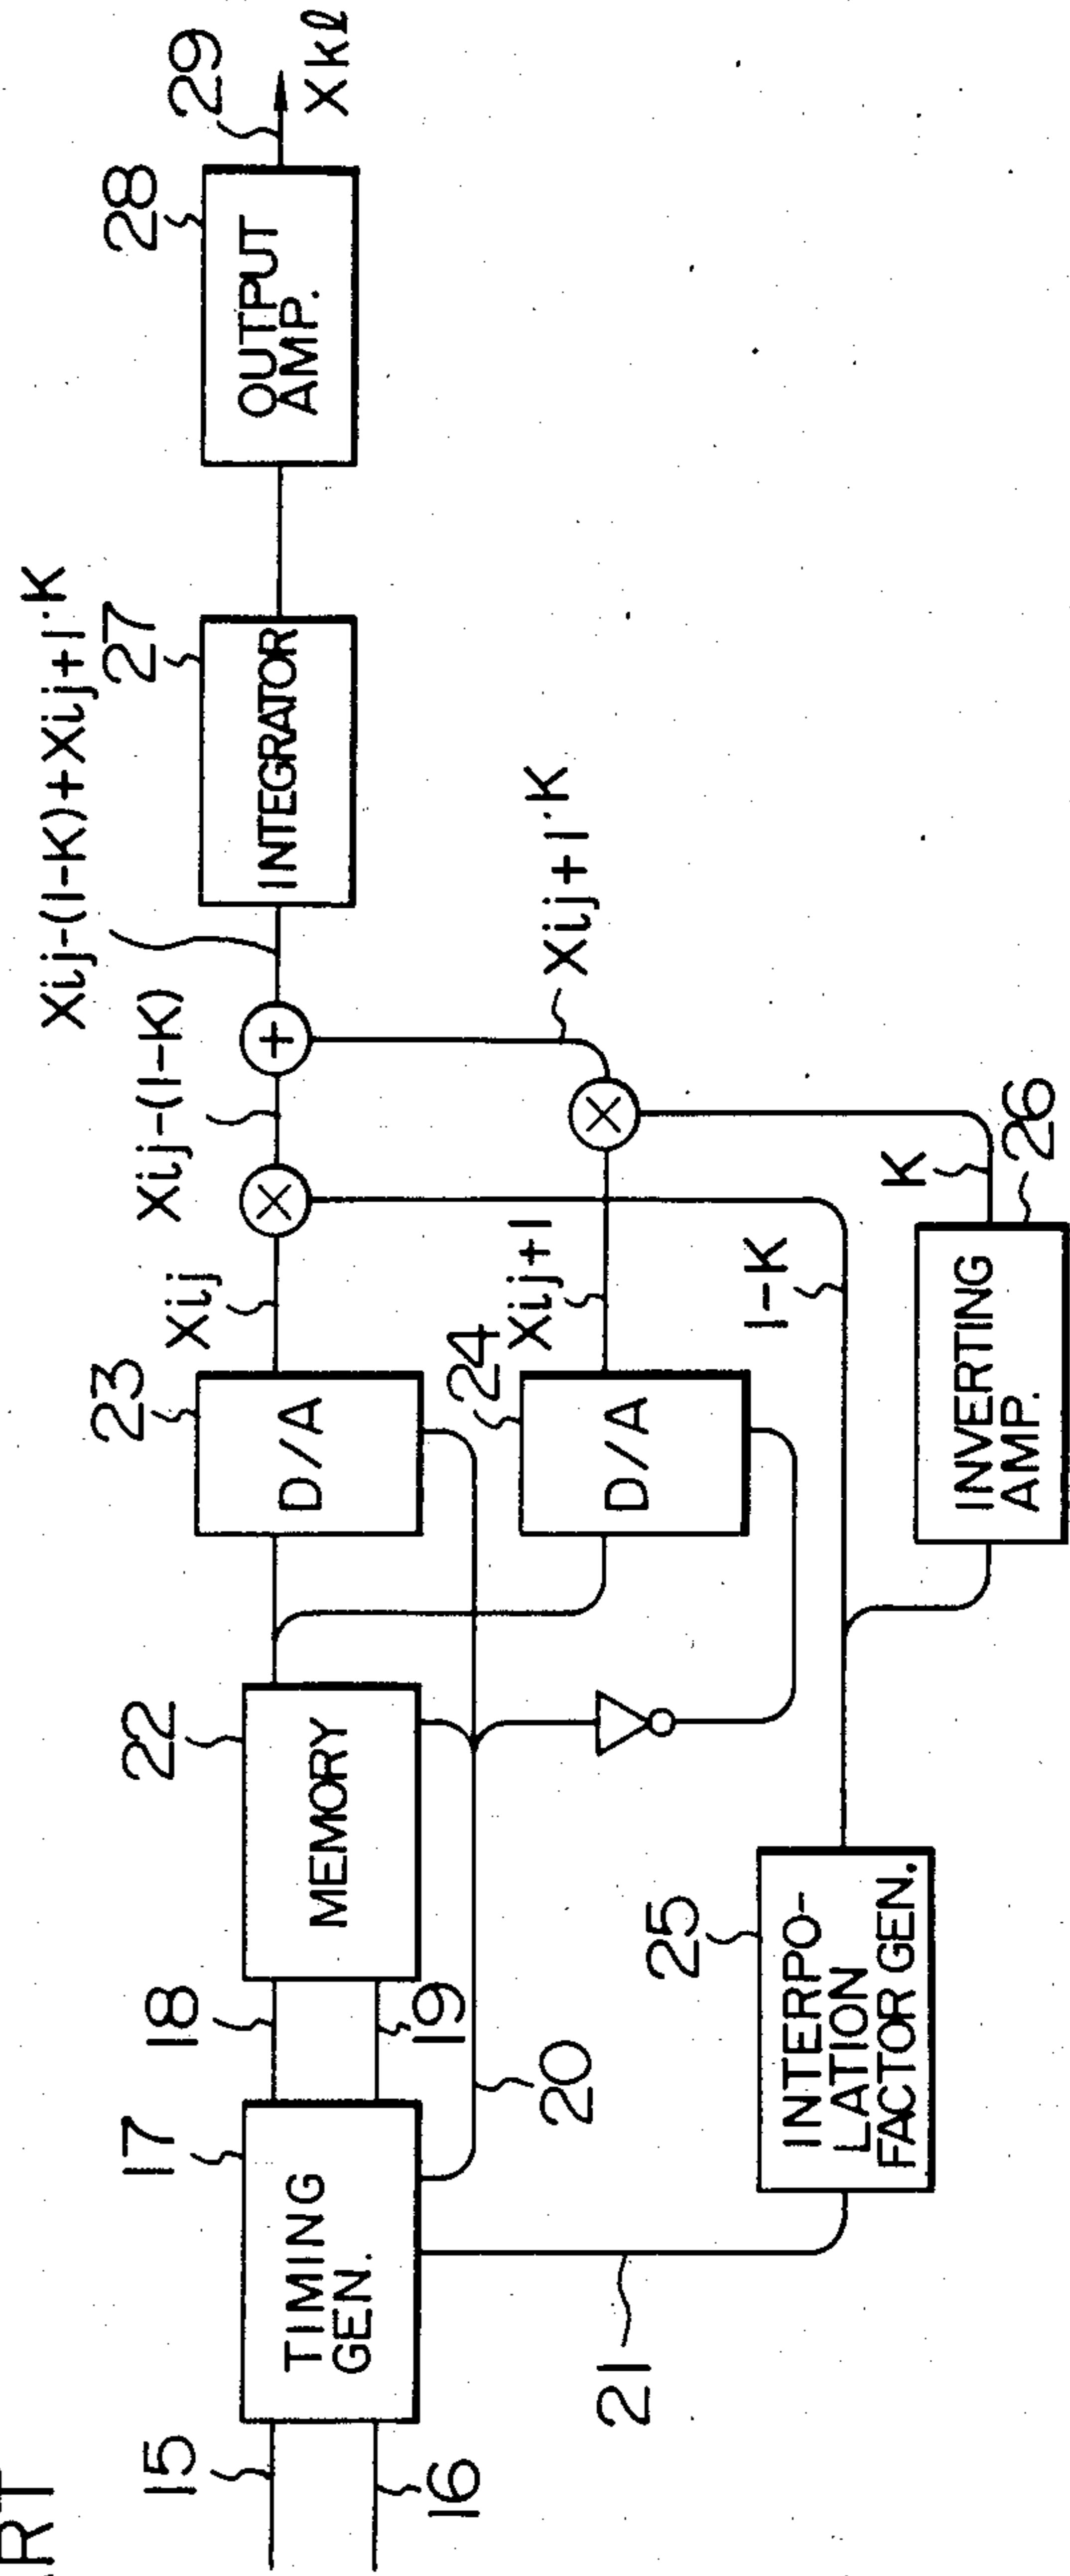 RT
15
16
17
TIMING
GEN.
18
19
20
21
22
MEMORY
23
D/A
24
D/A
25
INTERPO-
LATION
FACTOR GEN.
INVERTING
AMP.
26
Xij
Xij+1
1-K
K
Xij-(1-K)
Xij+1·K
Xij-(1-K)+Xij+1·K
27
INTEGRATOR
28
OUTPUT
AMP.
29
Xkℓ